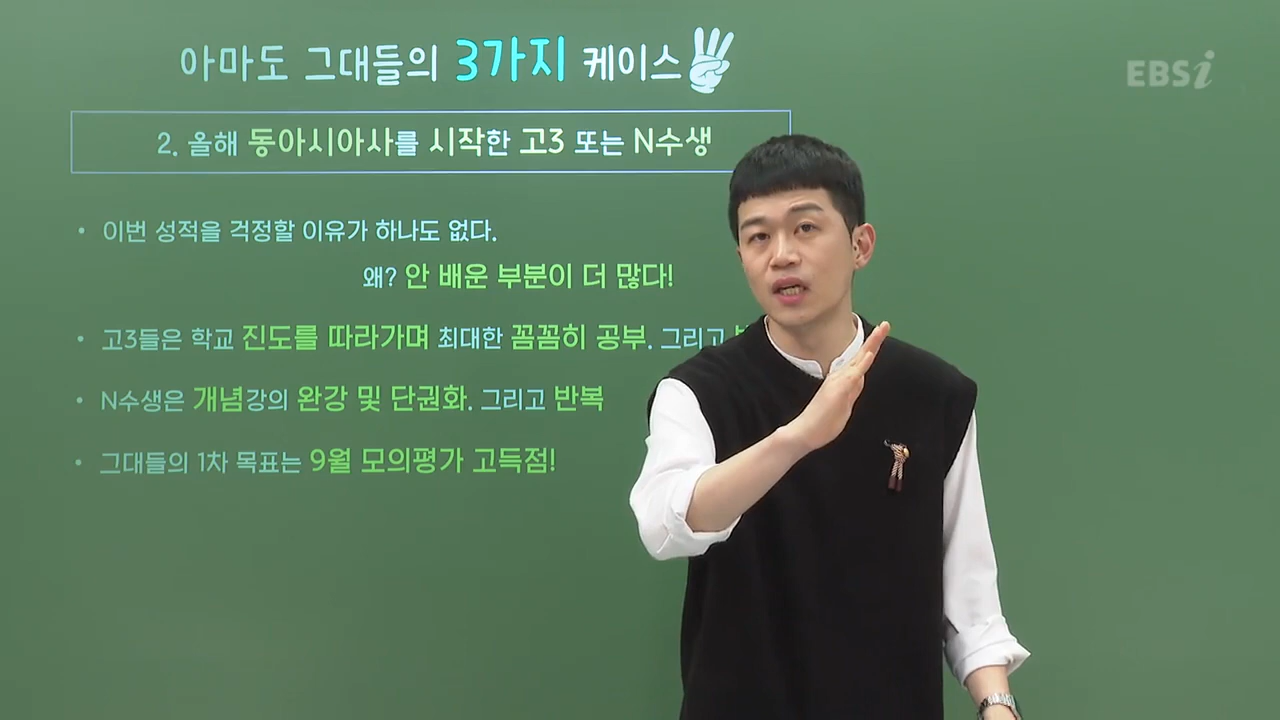 아마도 그대들의 3가지 케이스
EBSi
2. 올해 동아시아사를 시작한 고3 또는 N수생
• 이번 성적을 걱정할 이유가 하나도 없다.
왜? 안 배운 부분이 더 많다!
• 고3들은 학교 진도를 따라가며 최대한 꼼꼼히 공부. 그리고
• N수생은 개념강의 완강 및 단권화. 그리고 반복
• 그대들의 1차 목표는 9월 모의평가 고득점!